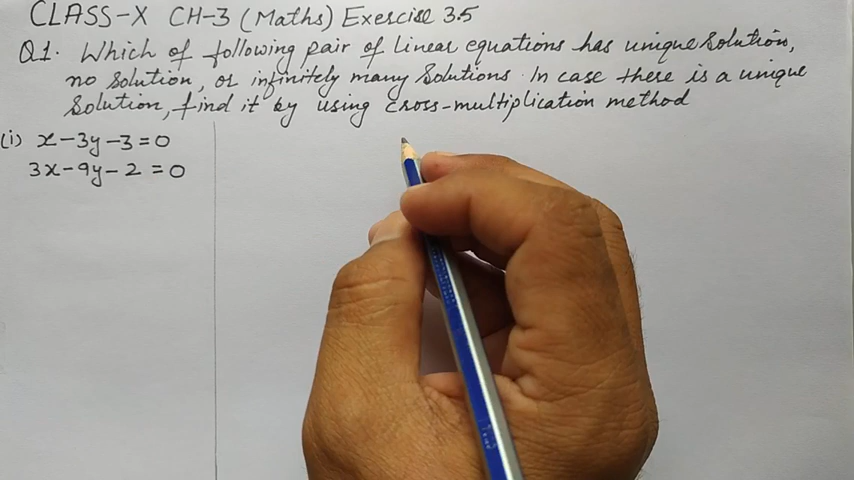 CLASS-X CH-3 (Maths) Exercise 3.5
Q1. Which of following pair of linear equations has unique solution,
no solution, or infinitely many solutions. In case there is a unique
solution, find it by using cross-multiplication method
(i) x-3y-3=0
3x-9y-2=0